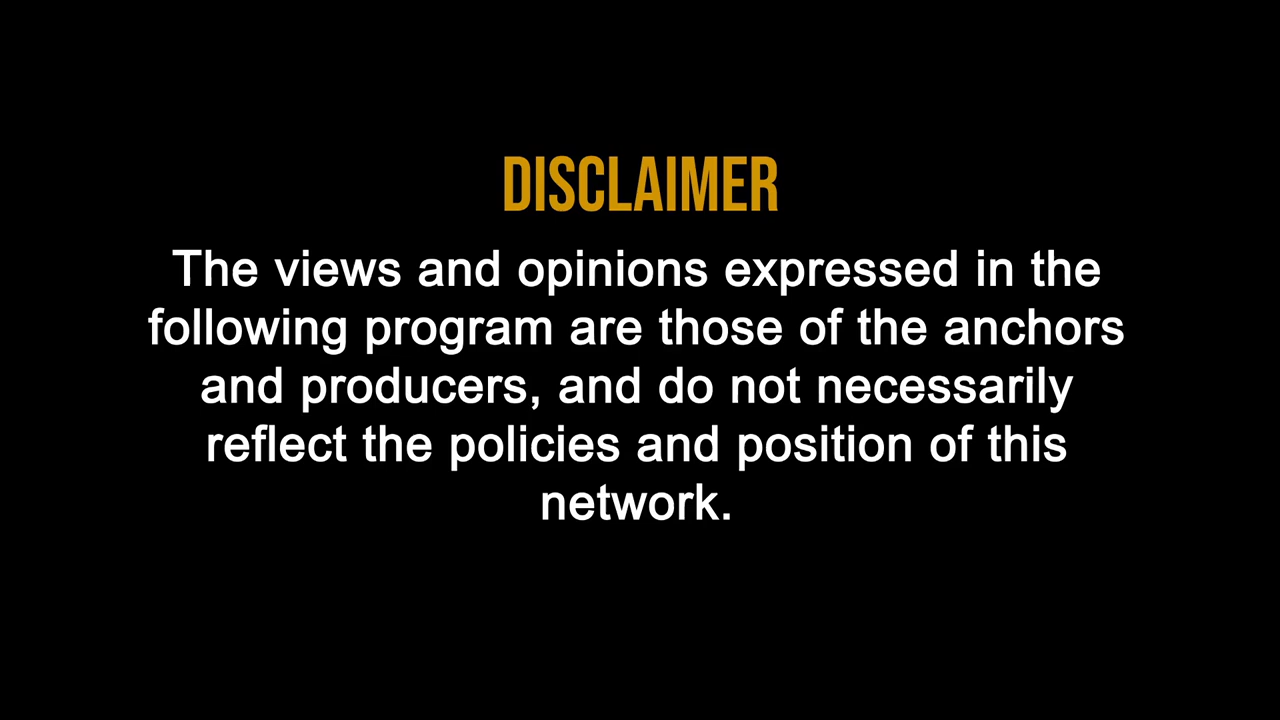 DISCLAIMER
The views and opinions expressed in the
following program are those of the anchors
and producers, and do not necessarily
reflect the policies and position of this
network.